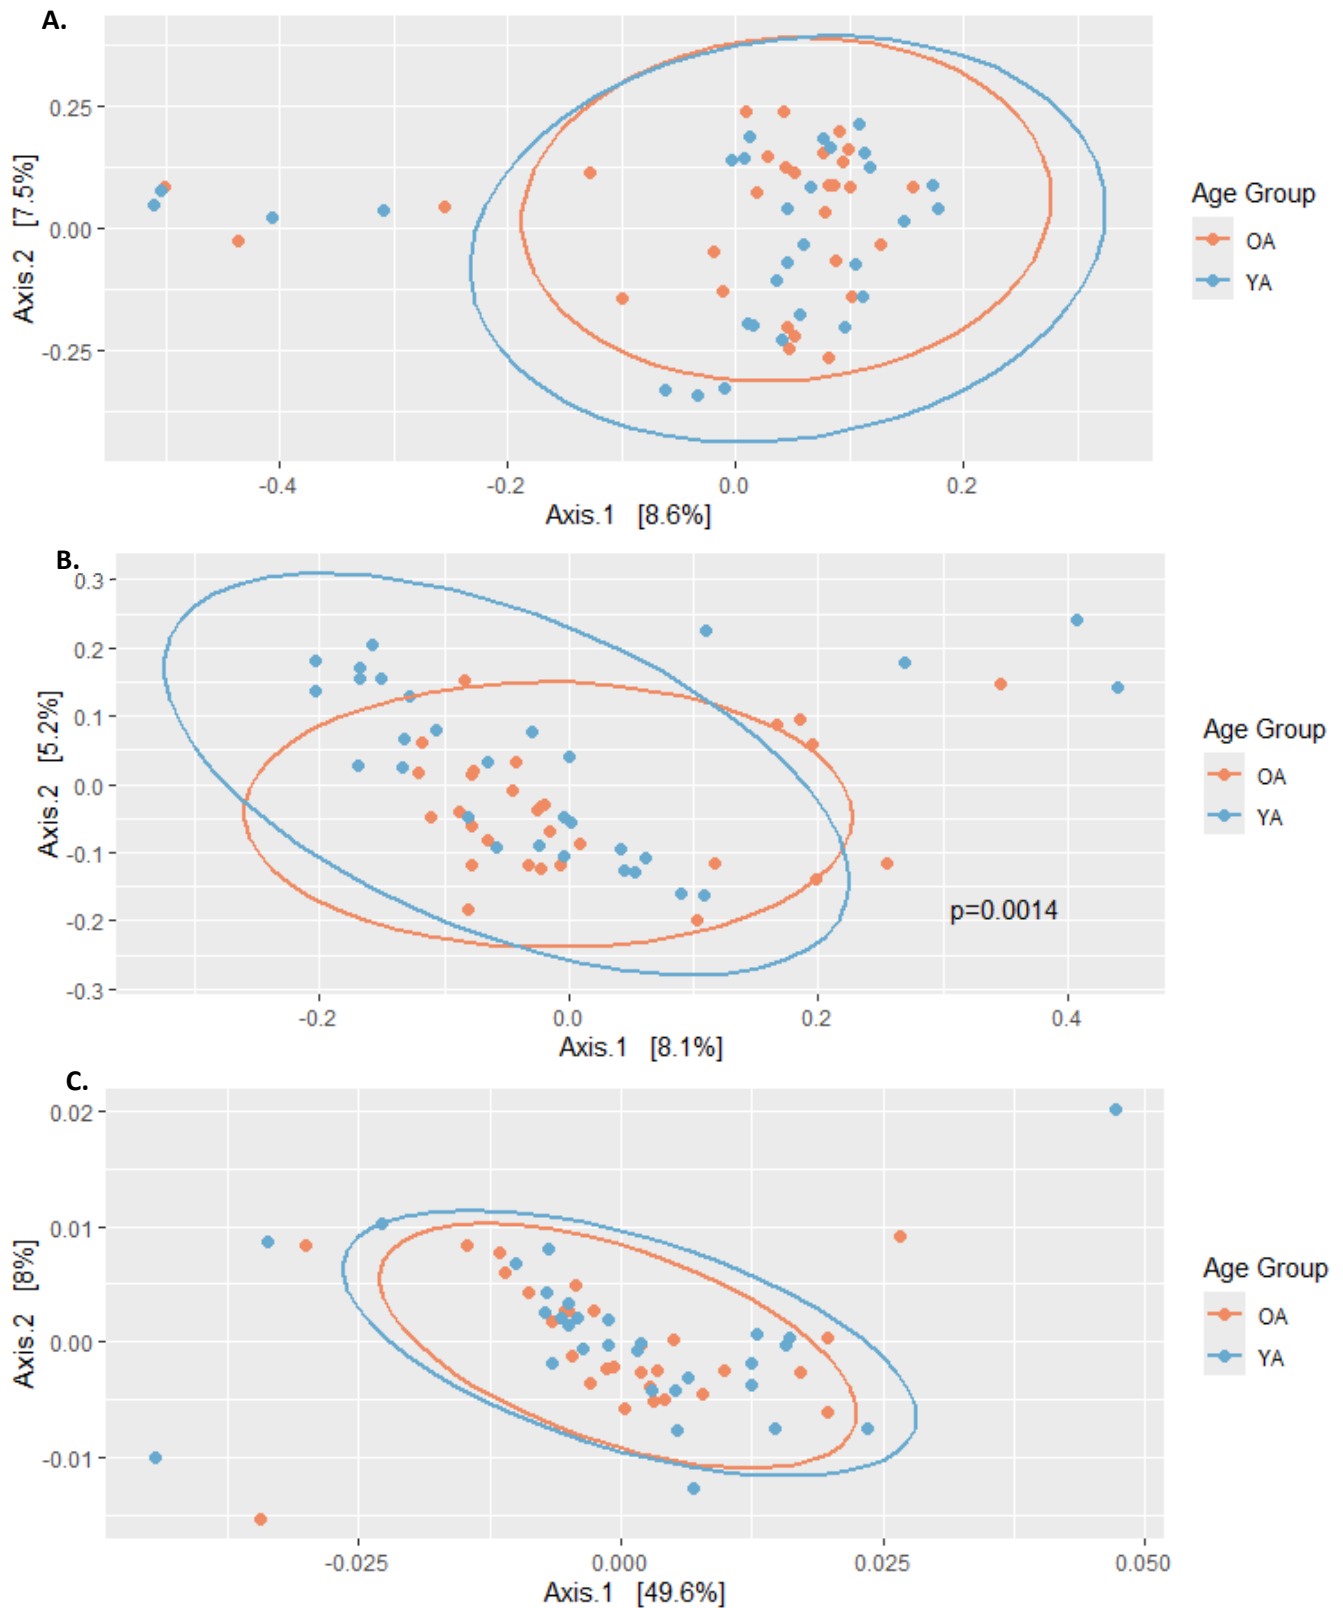 A.
0.25
0.00
-0.25
Axis.2 [7.5%]
-0.4 -0.2 0.0 0.2
Axis.1 [8.6%]
Age Group
OA
YA
B.
0.3
0.2
0.1
0.0
-0.1
-0.2
-0.3
Axis.2 [5.2%]
p=0.0014
-0.2 0.0 0.2 0.4
Axis.1 [8.1%]
Age Group
OA
YA
C.
0.02
0.01
0.00
-0.01
Axis.2 [8%]
-0.025 0.000 0.025 0.050
Axis.1 [49.6%]
Age Group
OA
YA